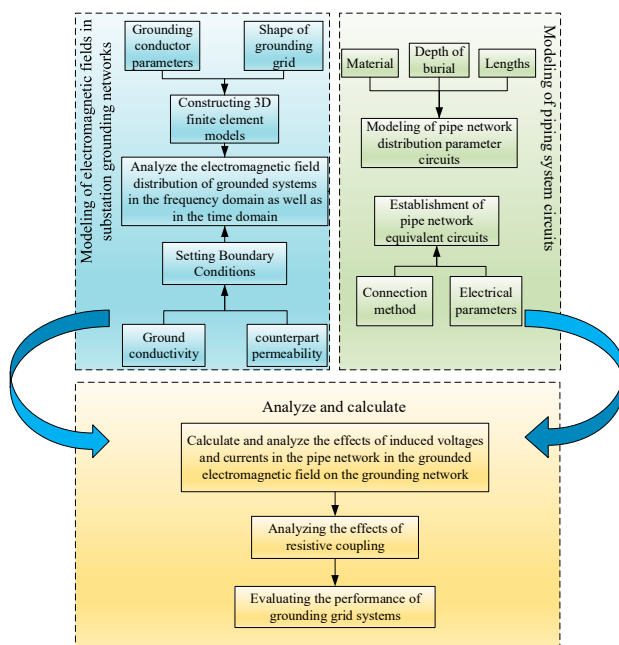 Modeling of electromagnetic fields in
substation grounding networks
Grounding
conductor
parameters
Shape of
grounding
grid
Constructing 3D
finite element
models
Analyze the electromagnetic field
distribution of grounded systems
in the frequency domain as well as
in the time domain
Setting Boundary
Conditions
Ground
conductivity
counterpart
permeability
Modeling of piping system
circuits
Material
Depth of
burial
Lengths
Modeling of pipe network
distribution parameter
circuits
Establishment of
pipe network
equivalent circuits
Connection
method
Electrical
parameters
Analyze and calculate
Calculate and analyze the effects of induced voltages
and currents in the pipe network in the grounded
electromagnetic field on the grounding network
Analyzing the effects of
resistive coupling
Evaluating the performance of
grounding grid systems